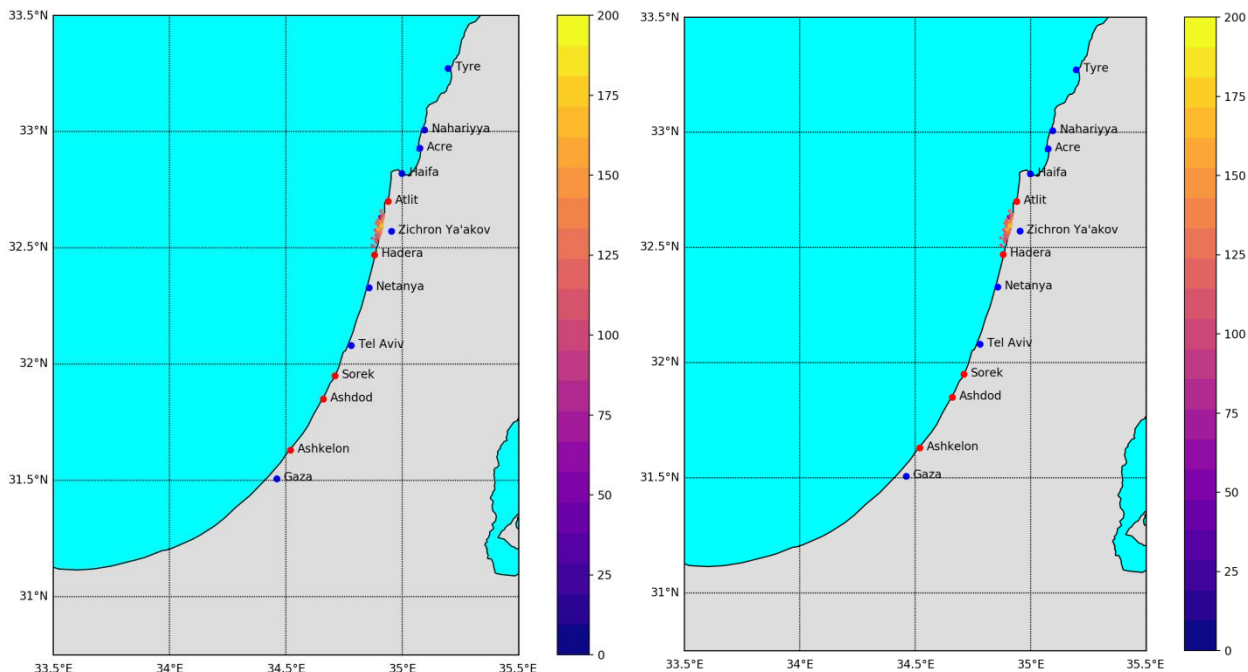 33.5°N
33°N
32.5°N
32°N
31.5°N
31°N
33.5°E
34°E
34.5°E
35°E
35.5°E
Tyre
Nahariyya
Acre
Haifa
Atlit
Zichron Ya'akov
Hadera
Netanya
Tel Aviv
Sorek
Ashdod
Ashkelon
Gaza
200
175
150
125
100
75
50
25
0
33.5°N
33°N
32.5°N
32°N
31.5°N
31°N
33.5°E
34°E
34.5°E
35°E
35.5°E
Tyre
Nahariyya
Acre
Haifa
Atlit
Zichron Ya'akov
Hadera
Netanya
Tel Aviv
Sorek
Ashdod
Ashkelon
Gaza
200
175
150
125
100
75
50
25
0